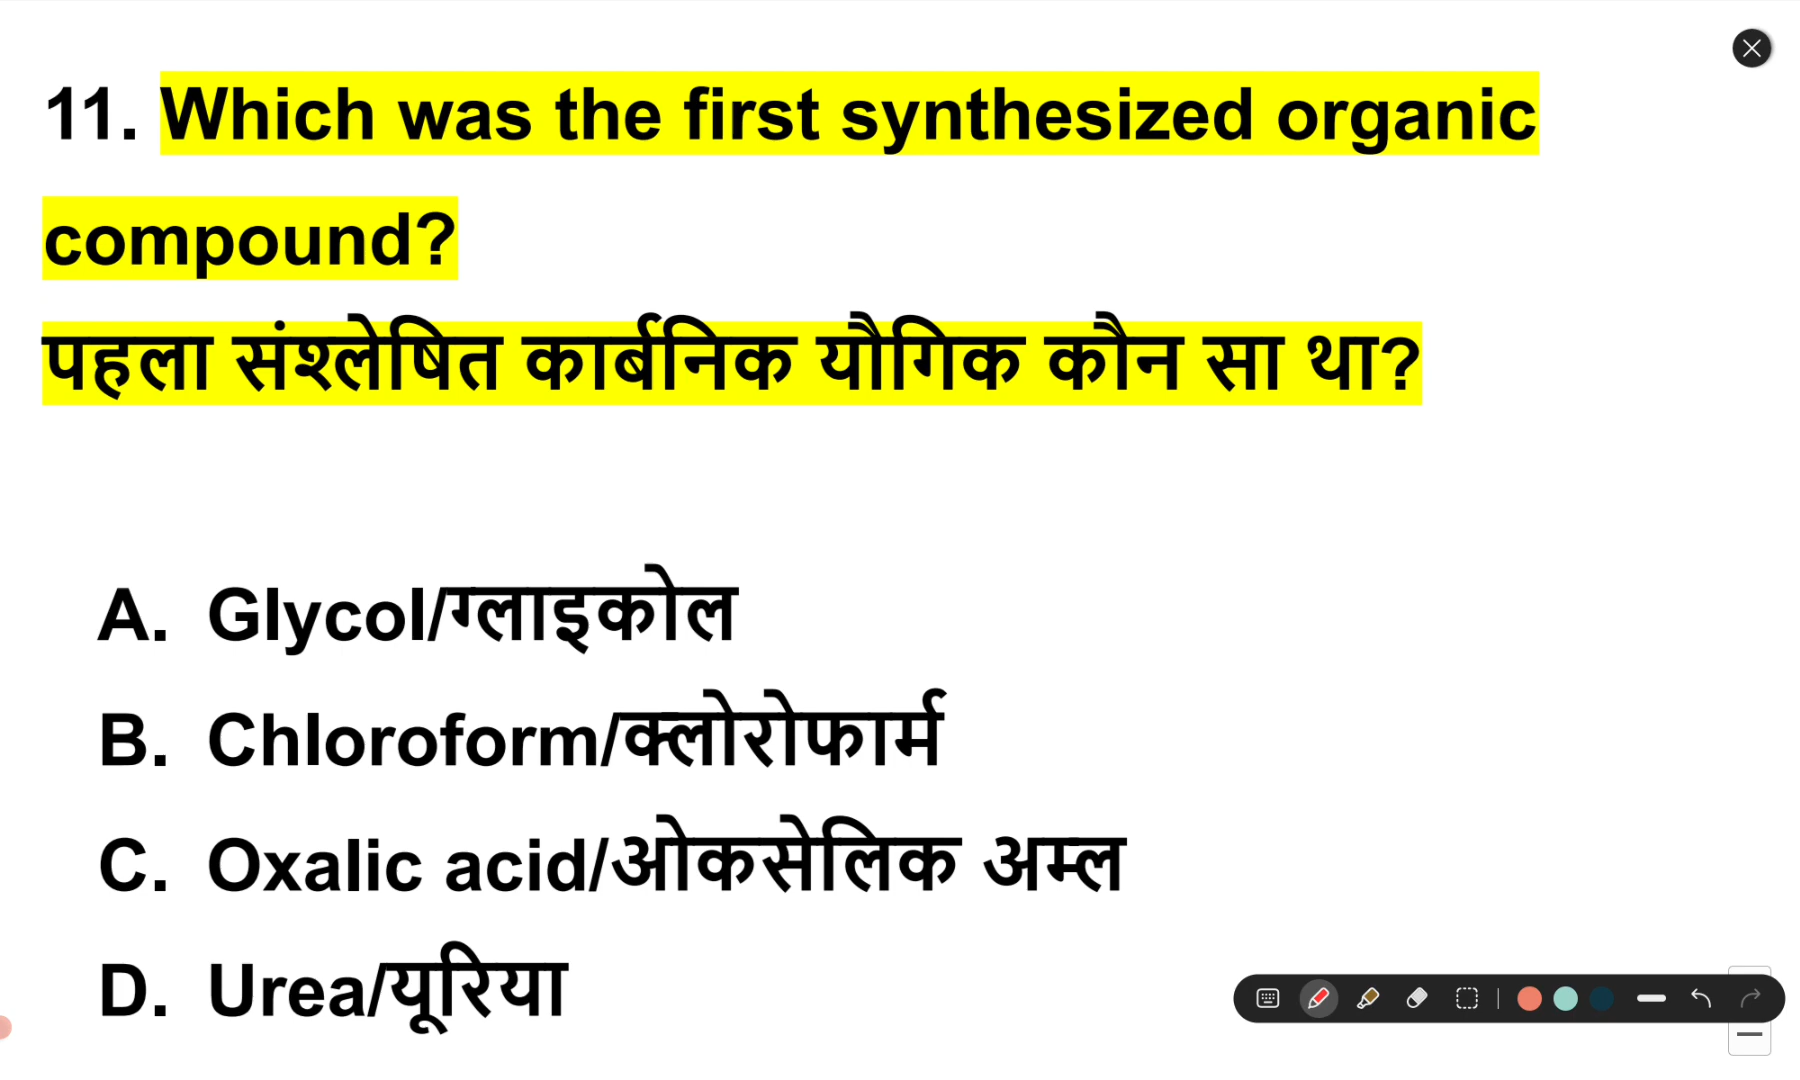 11. Which was the first synthesized organic
compound?
पहला संश्लेषित कार्बनिक यौगिक कौन सा था?
A. Glycol/ग्लाइकोल
B. Chloroform/क्लोरोफार्म
C. Oxalic acid/ओकसेलिक अम्ल
D. Urea/यूरिया